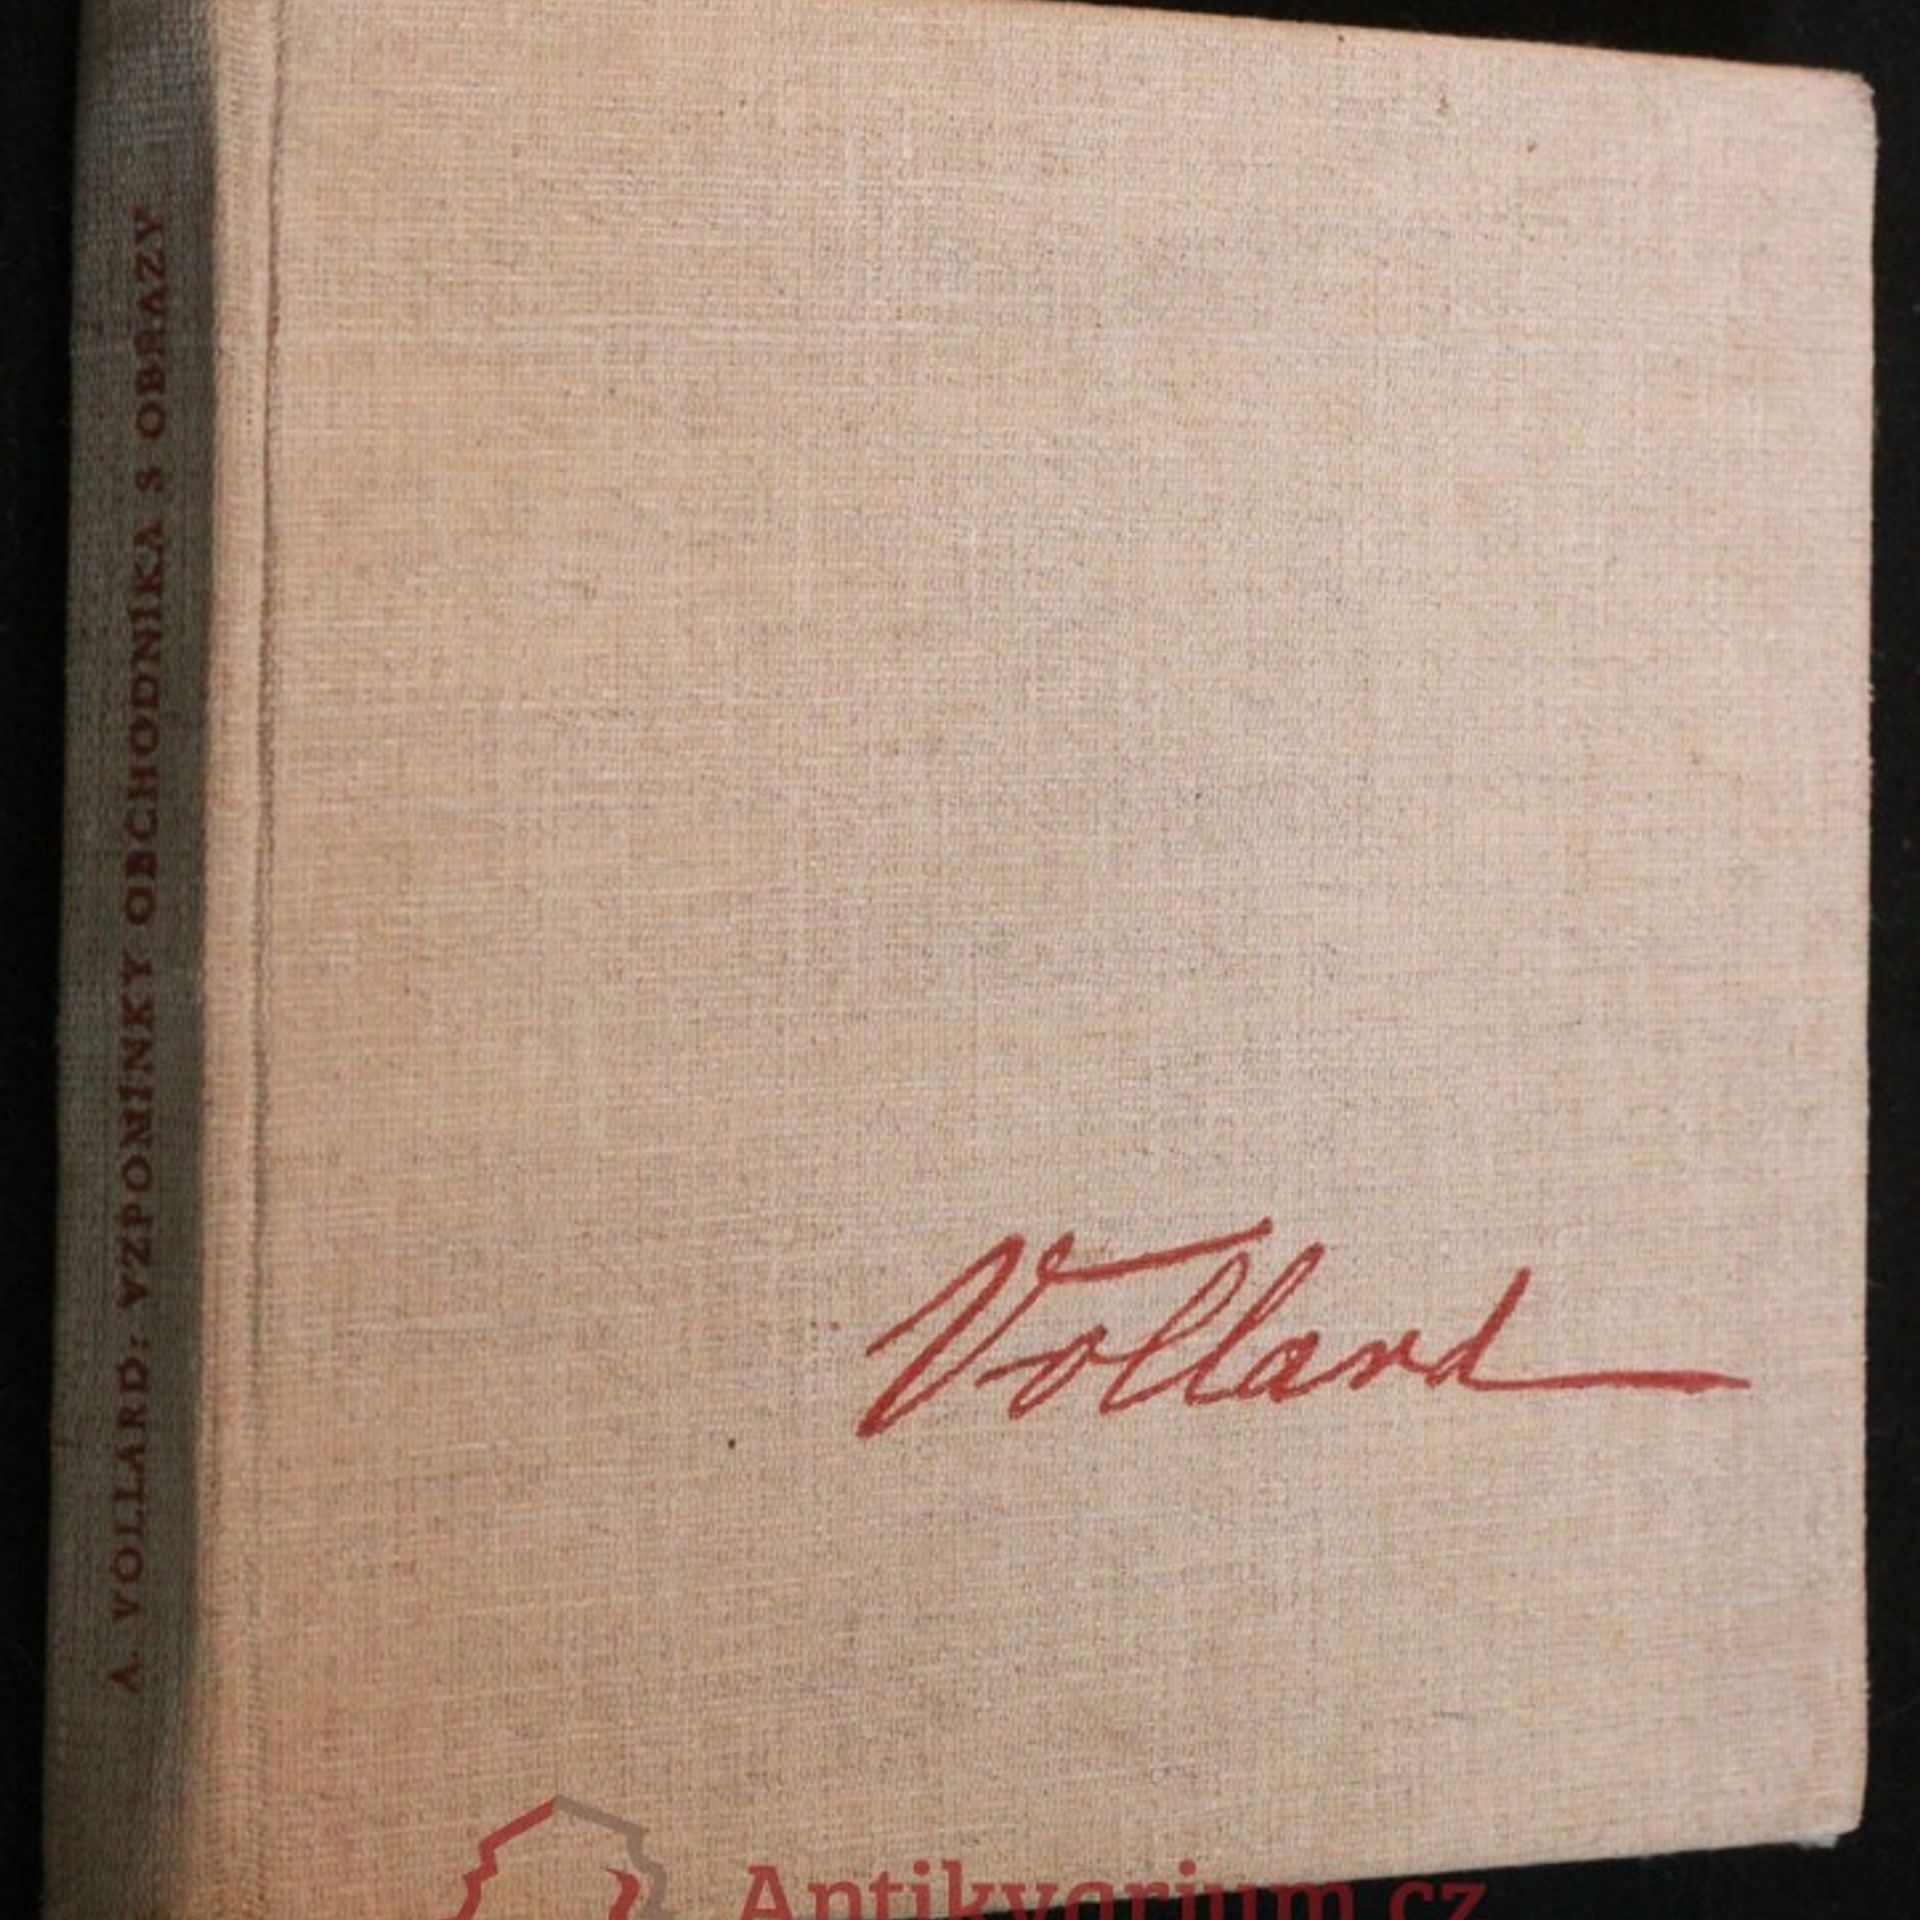 A. VOLLARD: VZPOMÍNKY OBCHODNÍKA S OBRAZY
Vollard
Antikvarium.cz